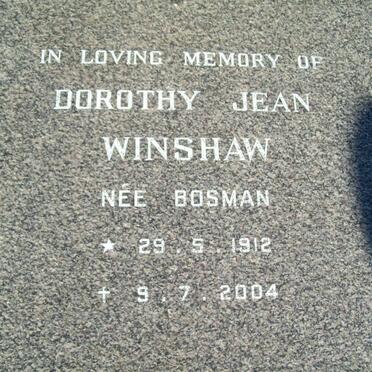 IN LOVING MEMORY OF
DOROTHY JEAN
WINSHAW
NÉE BOSMAN
★ 29.5.1912
✝ 9.7.2004